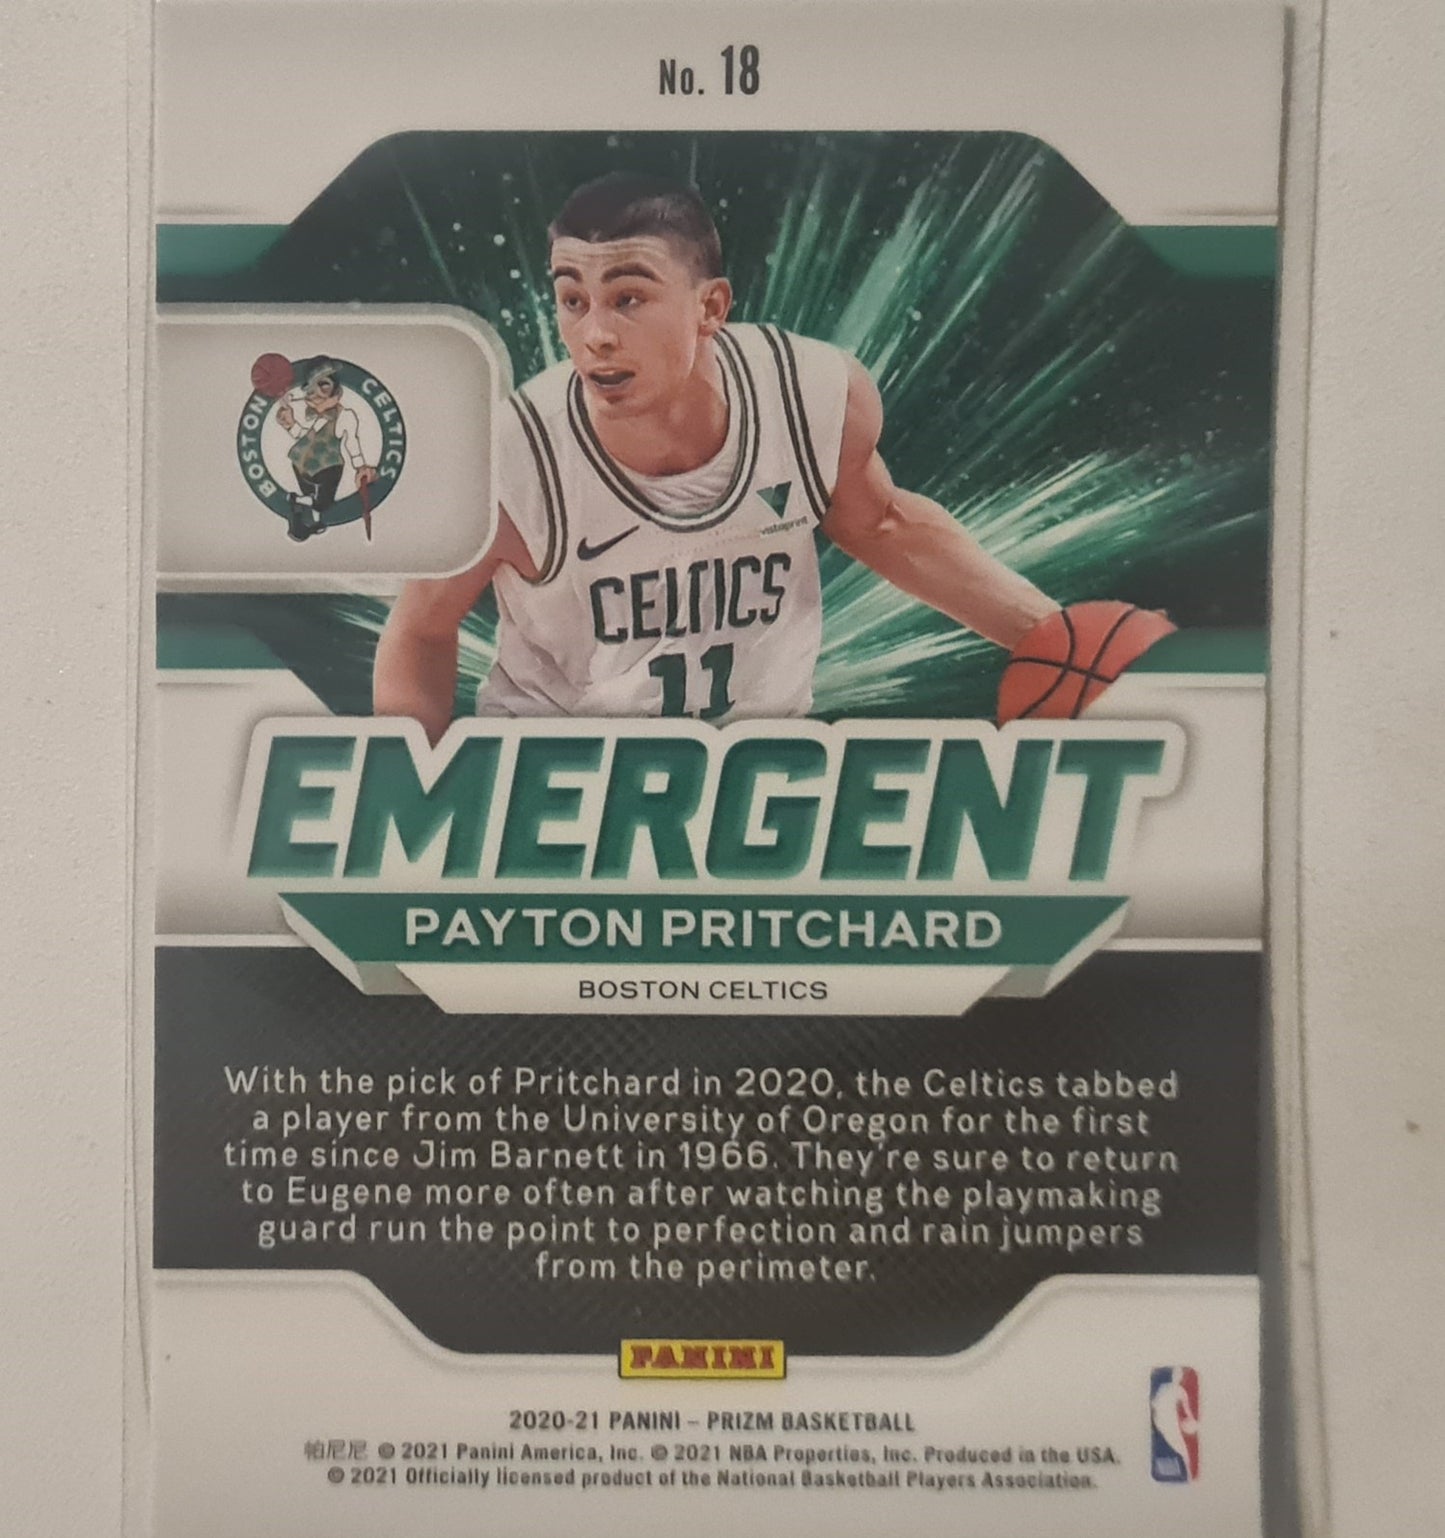 No. 18
BOSTON CELTICS
vistaprint
CELTICS
11
EMERGENT
PAYTON PRITCHARD
BOSTON CELTICS
With the pick of Pritchard in 2020, the Celtics tabbed
a player from the University of Oregon for the first
time since Jim Barnett in 1966. They're sure to return
to Eugene more often after watching the playmaking
guard run the point to perfection and rain jumpers
from the perimeter.
PANINI
2020-21 PANINI – PRIZM BASKETBALL
帕尼尼 © 2021 Panini America, Inc. © 2021 NBA Properties, Inc. Produced in the USA.
© 2021 Officially licensed product of the National Basketball Players Association.